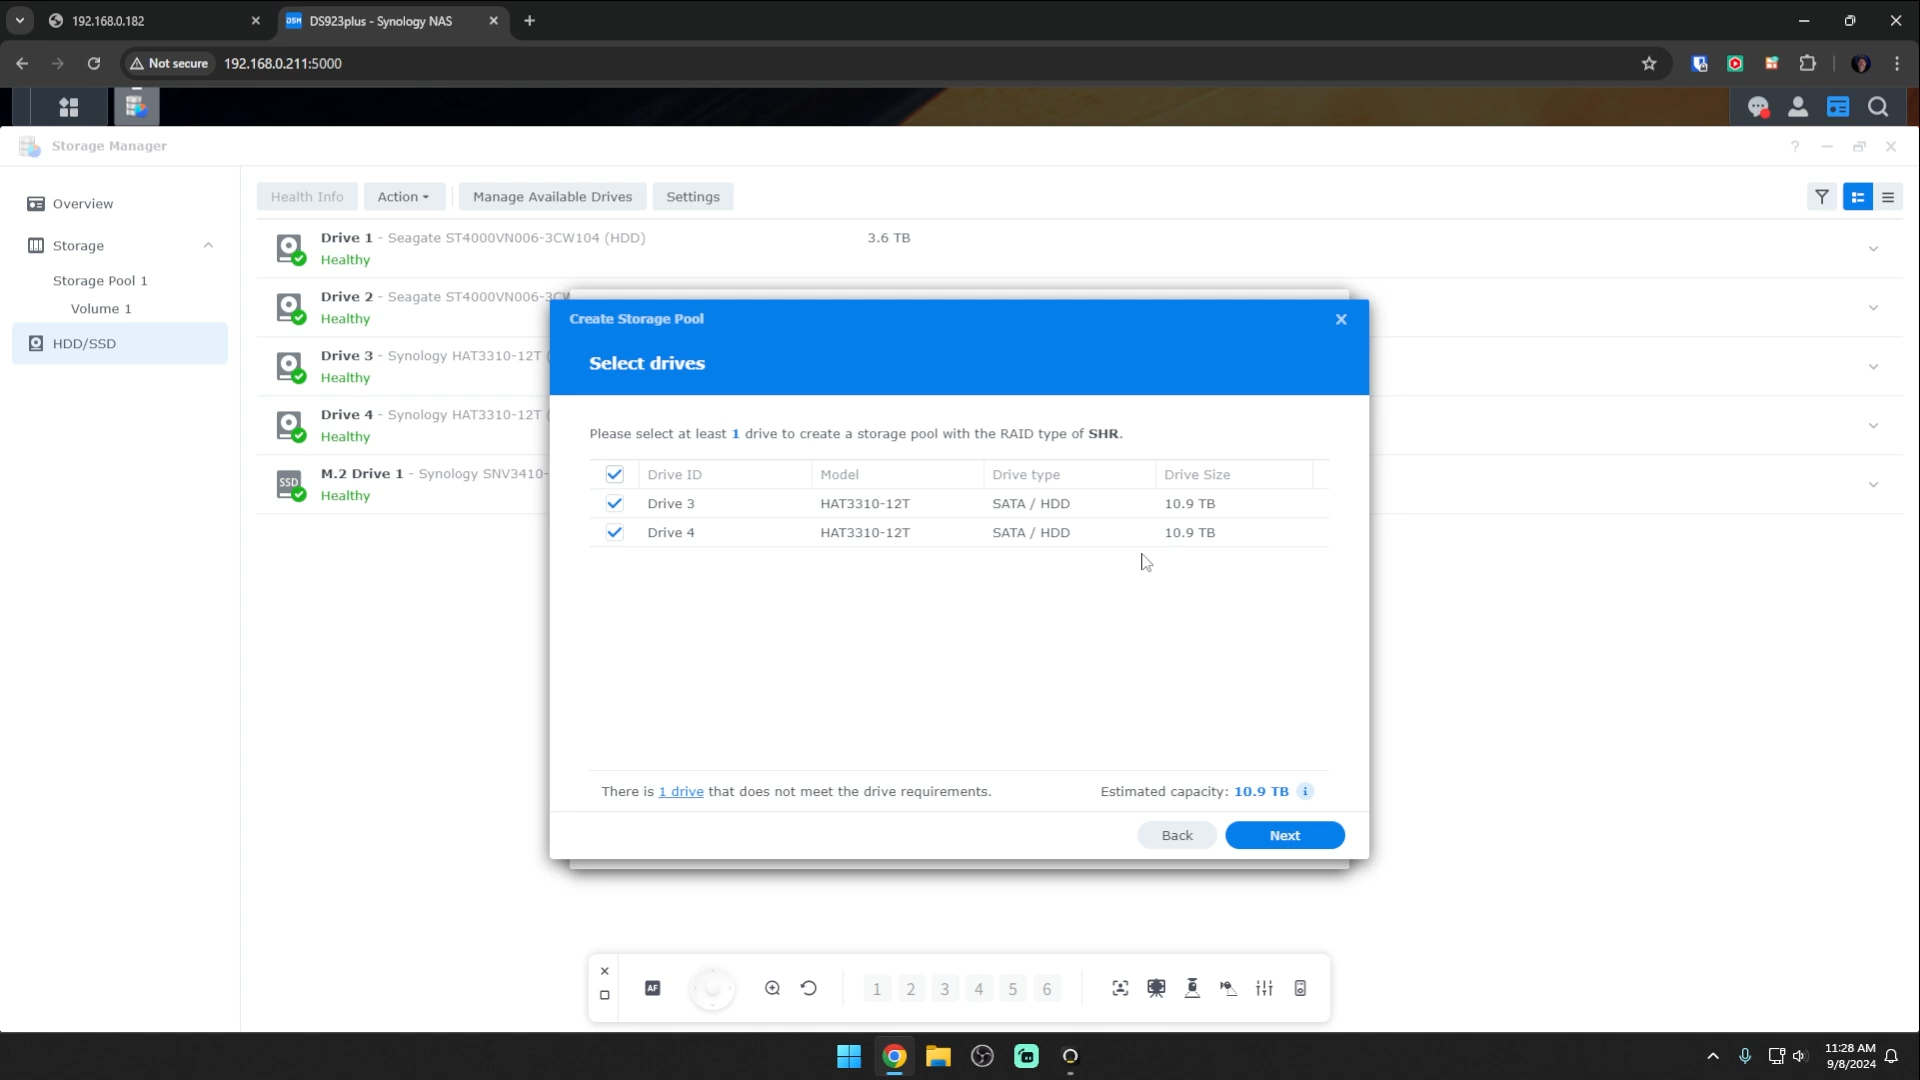 192.168.0.182
DSM DS923plus - Synology NAS
Not secure 192.168.0.211:5000
Storage Manager
Overview
Storage
Storage Pool 1
Volume 1
HDD/SSD
Health Info Action Manage Available Drives Settings
Drive 1 - Seagate ST4000VN006-3CW104 (HDD) 3.6 TB
Healthy
Drive 2 - Seagate ST4000VN006-3CW
Healthy
Drive 3 - Synology HAT3310-12T (
Healthy
Drive 4 - Synology HAT3310-12T (
Healthy
SSD M.2 Drive 1 - Synology SNV3410-
Healthy
Create Storage Pool
Select drives
Please select at least 1 drive to create a storage pool with the RAID type of SHR.
Drive ID Model Drive type Drive Size
Drive 3 HAT3310-12T SATA / HDD 10.9 TB
Drive 4 HAT3310-12T SATA / HDD 10.9 TB
There is 1 drive that does not meet the drive requirements. Estimated capacity: 10.9 TB i
Back Next
AF 1 2 3 4 5 6
11:28 AM
9/8/2024